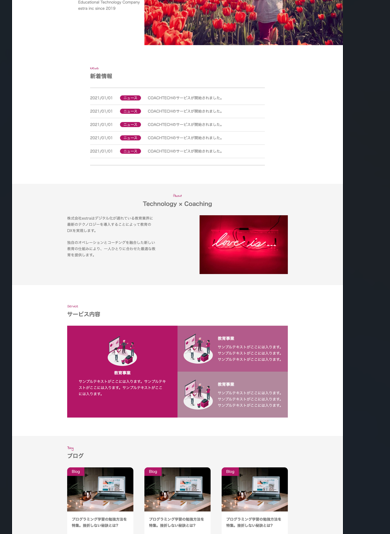 Educational Technology Company
estra inc since 2019
新着情報
2021/01/01 ニュース COACHTECHのサービスが開始されました。
2021/01/01 ニュース COACHTECHのサービスが開始されました。
2021/01/01 ニュース COACHTECHのサービスが開始されました。
2021/01/01 ニュース COACHTECHのサービスが開始されました。
2021/01/01 ニュース COACHTECHのサービスが開始されました。
About
Technology × Coaching
株式会社estraはデジタル化が遅れている教育業界に
最新のテクノロジーを導入することによって教育の
DXを実現します。
独自のオペレーションとコーチングを融合した新しい
教育の仕組みにより、一人ひとりに合わせた最適な教
育を提供します。
love is...
Service
サービス内容
教育事業
サンプルテキストがここには入ります。サンプルテキストがここには入ります。サンプルテキストがここ
には入ります。
教育事業
サンプルテキストがここには入ります。
サンプルテキストがここには入ります。
サンプルテキストがここには入ります。
教育事業
サンプルテキストがここには入ります。
サンプルテキストがここには入ります。
サンプルテキストがここには入ります。
ブログ
Blog
Blog
Blog
プログラミング学習の勉強方法を
特集。挫折しない秘訣とは?
プログラミング学習の勉強方法を
特集。挫折しない秘訣とは?
プログラミング学習の勉強方法を
特集。挫折しない秘訣とは?